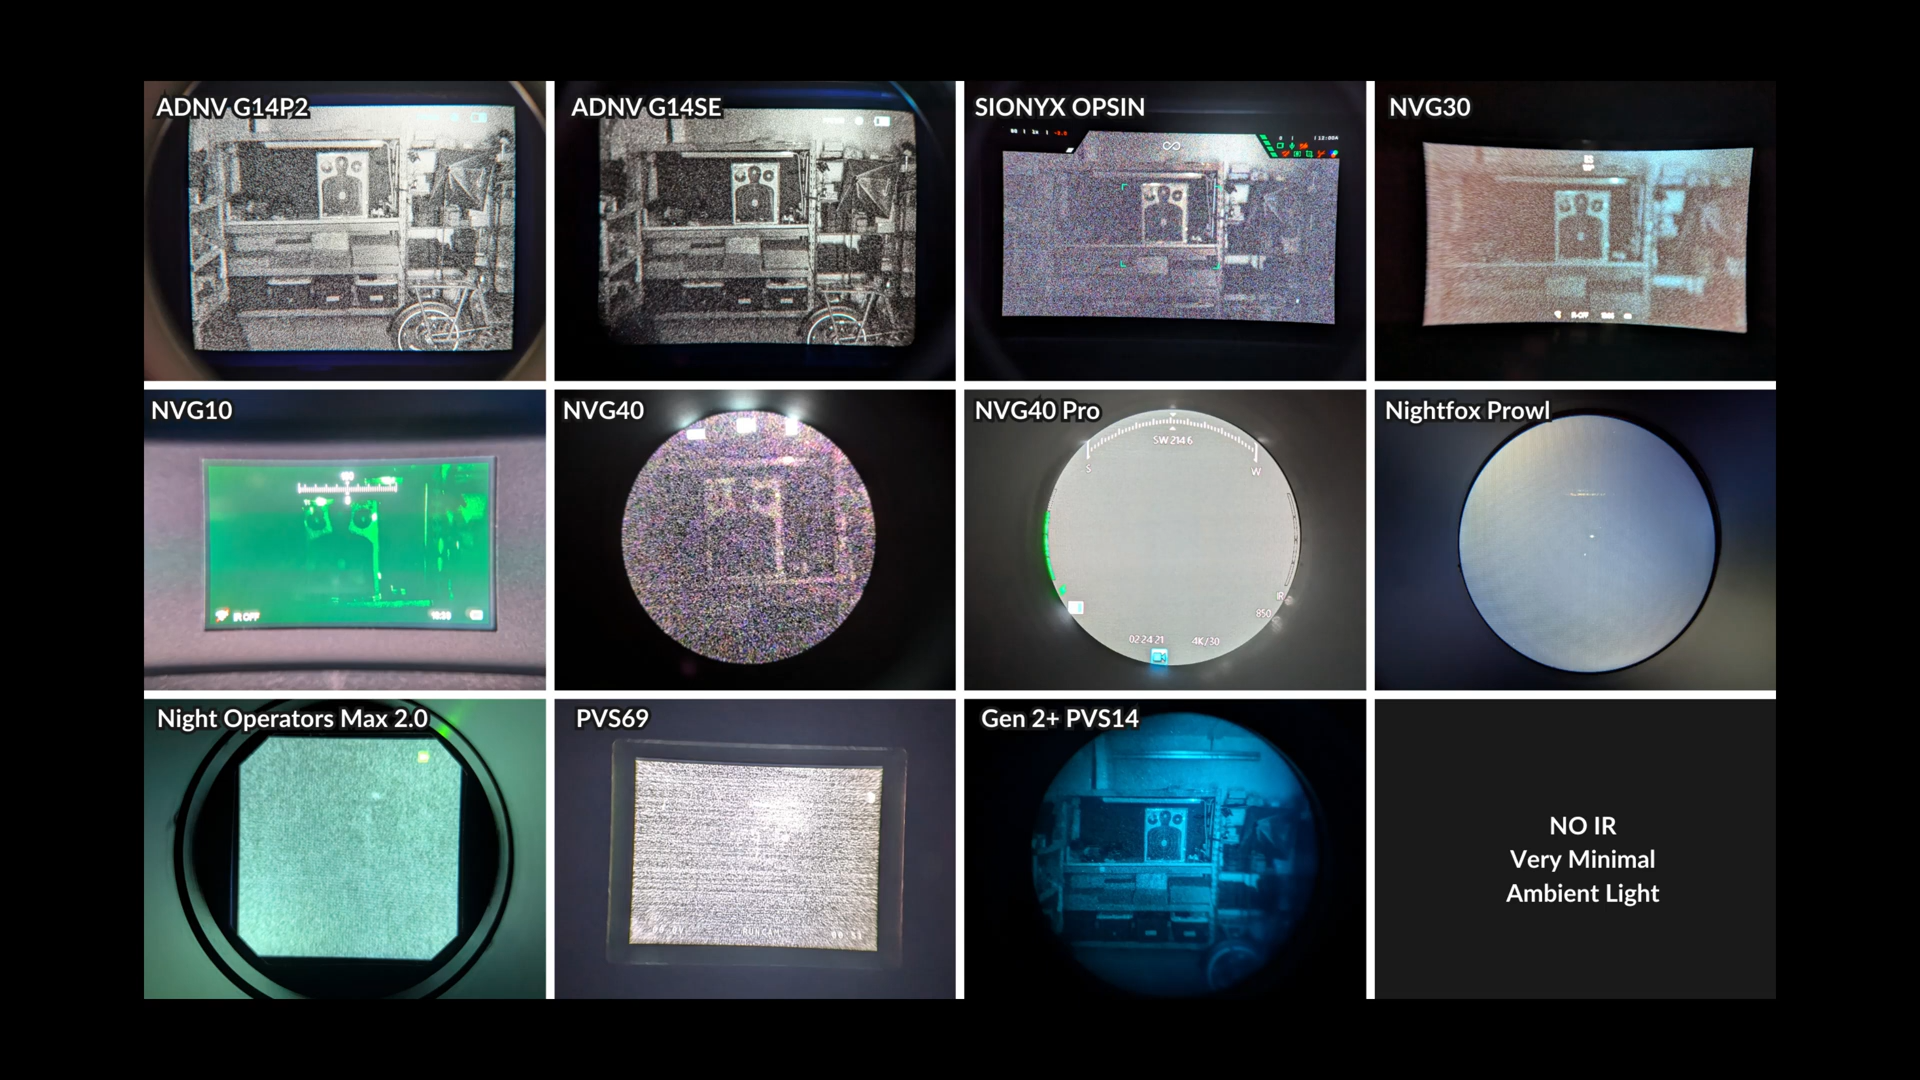 ADNV G14P2
ADNV G14SE
SIONYX OPSIN
NVG30
NVG10
IR OFF
NVG40
NVG40 Pro
SW 214 6
S
W
IR
850
02 24 21
4K/30
Nightfox Prowl
Night Operators Max 2.0
PVS69
RUNCAM
Gen 2+ PVS14
NO IR
Very Minimal
Ambient Light